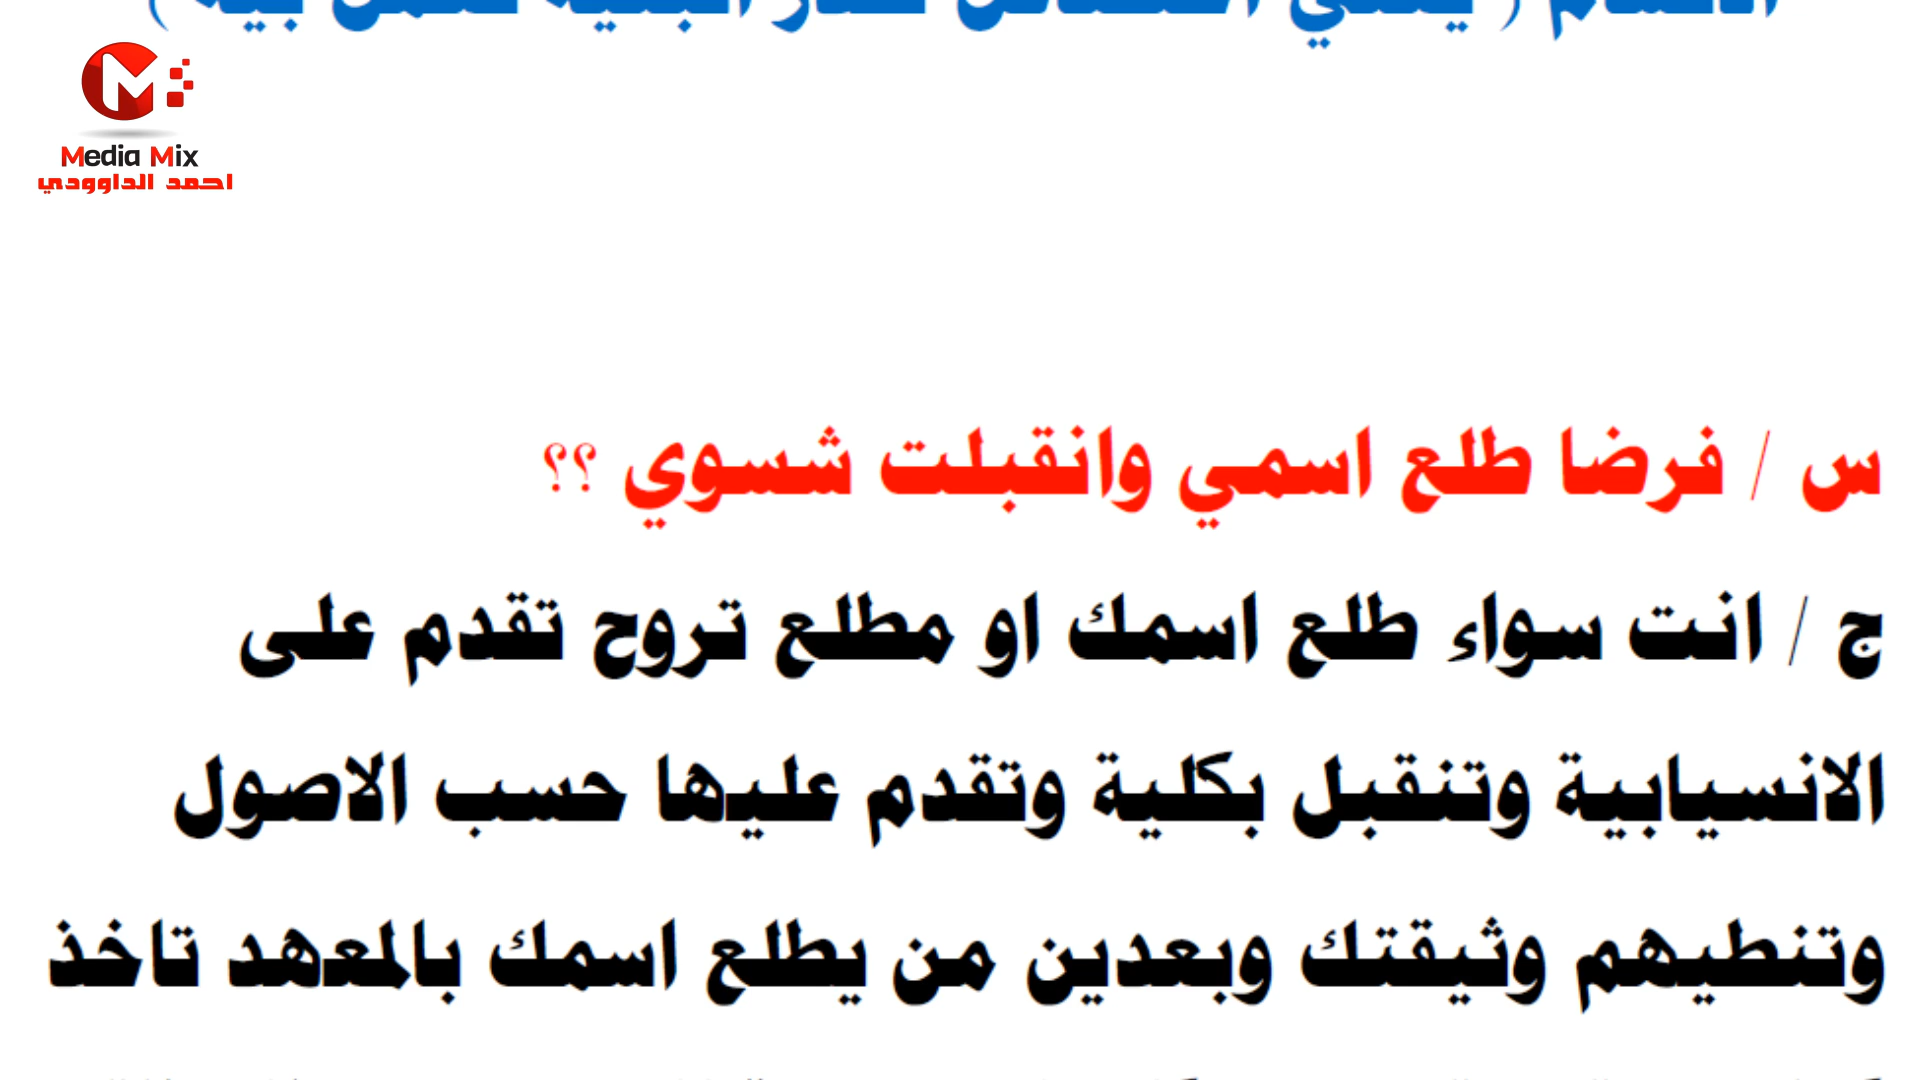 Media Mix
احمد الداوودي
س / فرضا طلع اسمي وانقبلت شسوي ؟؟
ج / انت سواء طلع اسمك او مطلع تروح تقدم على
الانسيابية وتنقبل بكلية وتقدم عليها حسب الاصول
وتنطيهم وثيقتك وبعدين من يطلع اسمك بالمعهد تاخذ